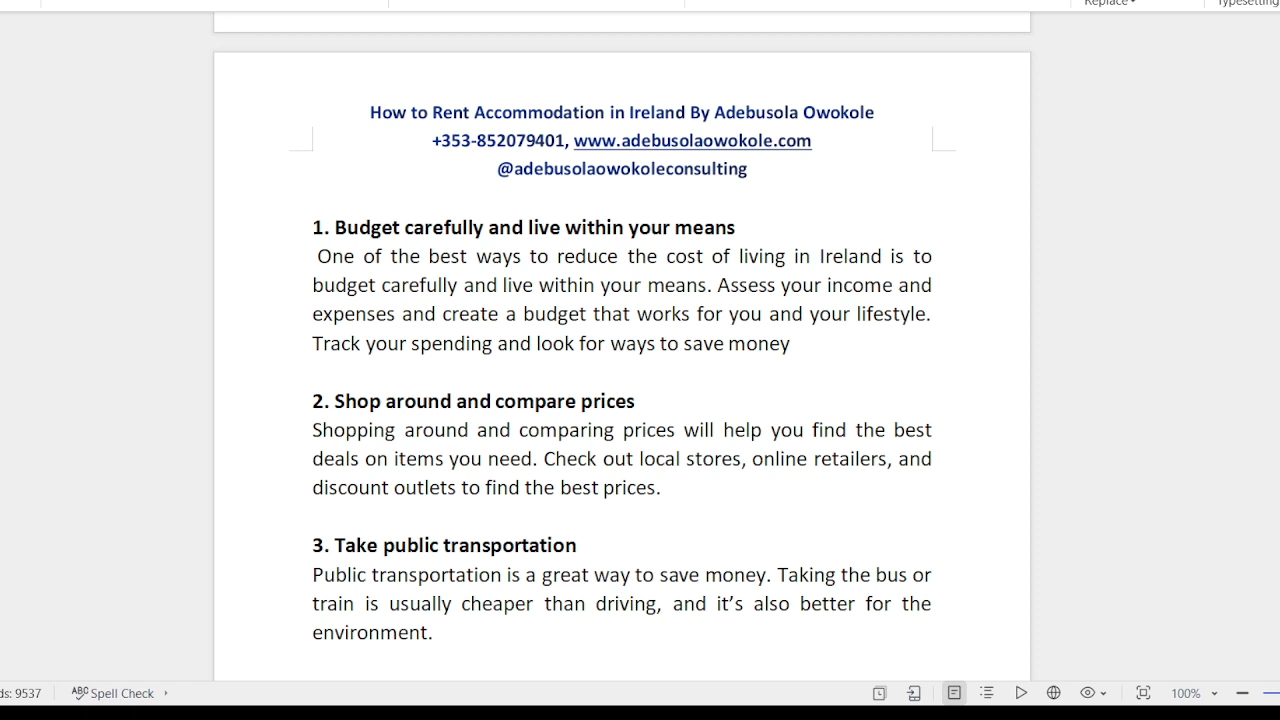 How to Rent Accommodation in Ireland By Adebusola Owokole
+353-852079401, www.adebusolaowokole.com
@adebusolaowokoleconsulting
1. Budget carefully and live within your means
One of the best ways to reduce the cost of living in Ireland is to
budget carefully and live within your means. Assess your income and
expenses and create a budget that works for you and your lifestyle.
Track your spending and look for ways to save money
2. Shop around and compare prices
Shopping around and comparing prices will help you find the best
deals on items you need. Check out local stores, online retailers, and
discount outlets to find the best prices.
3. Take public transportation
Public transportation is a great way to save money. Taking the bus or
train is usually cheaper than driving, and it’s also better for the
environment.
ds: 9537 ABC Spell Check 100%